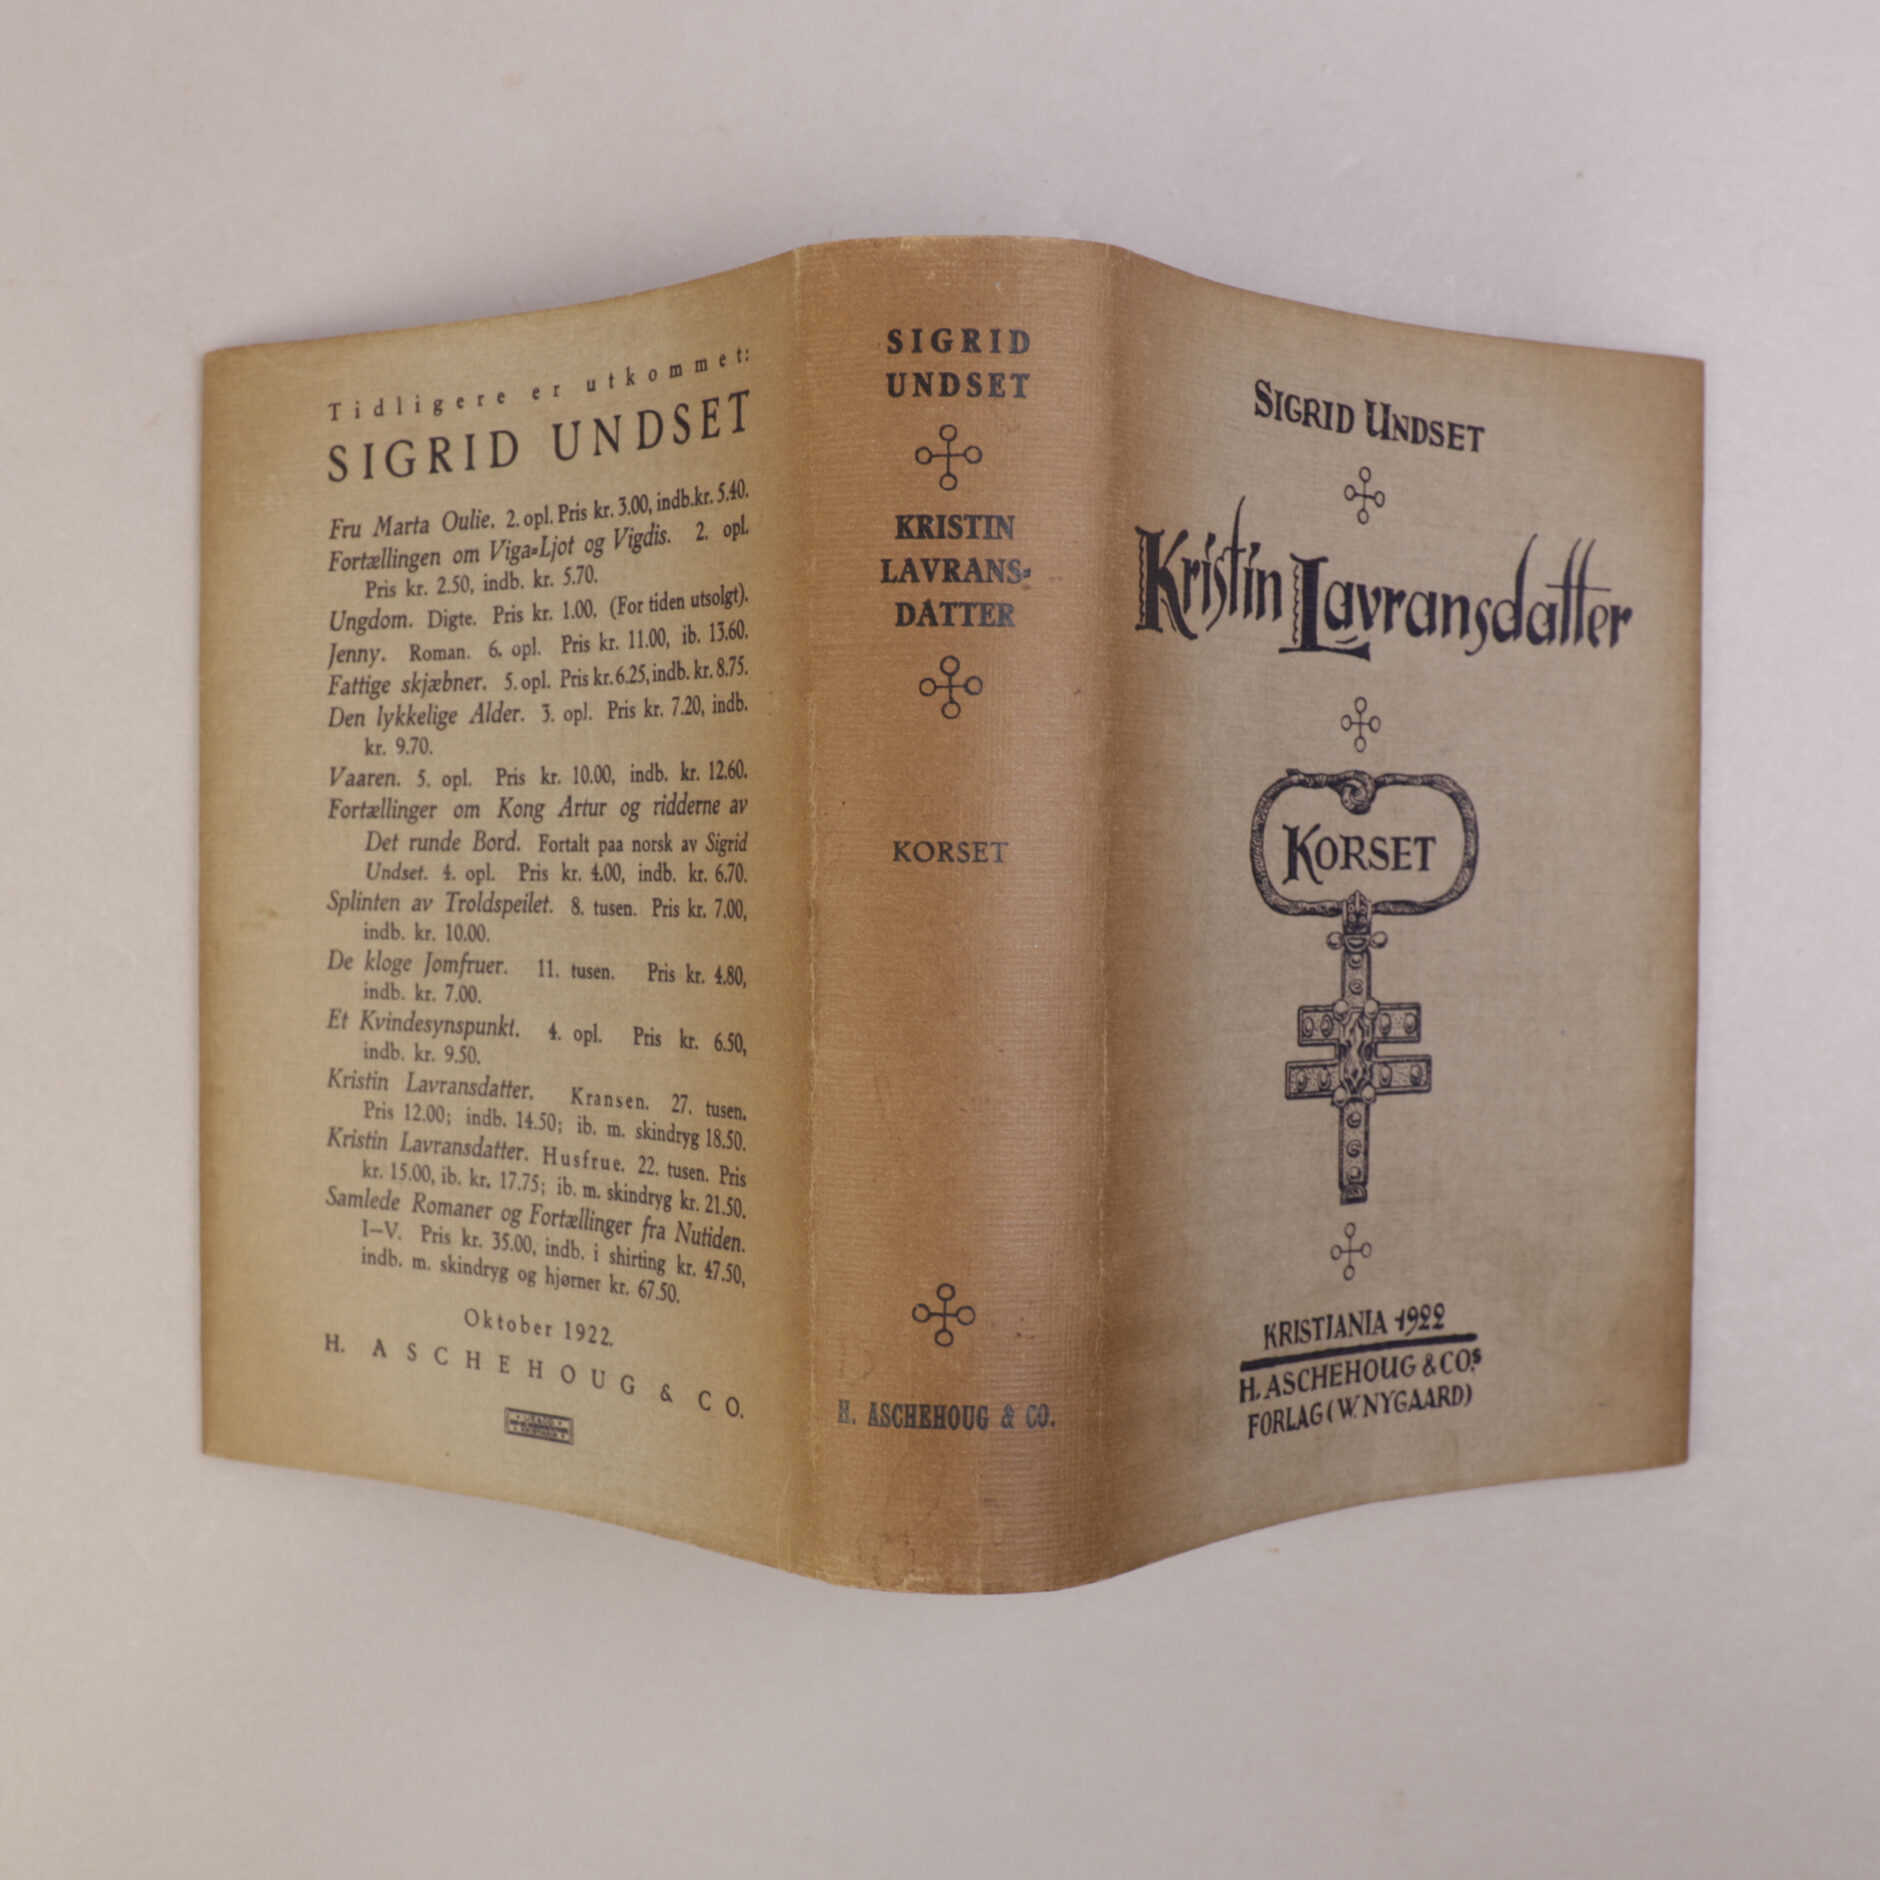 Tidligere er utkommet:
SIGRID UNDSET
Fru Marta Oulie. 2. opl. Pris kr. 3.00, indb. kr. 5.40.
Fortællingen om Viga=Ljot og Vigdis. 2. opl.
Pris kr. 2.50, indb. kr. 5.70.
Ungdom. Digte. Pris kr. 1.00. (For tiden utsolgt).
Jenny. Roman. 6. opl. Pris kr. 11.00, ib. 13.60.
Fattige skjæbner. 5. opl. Pris kr. 6.25, indb. kr. 8.75.
Den lykkelige Alder. 3. opl. Pris kr. 7.20, indb.
kr. 9.70.
Vaaren. 5. opl. Pris kr. 10.00, indb. kr. 12.60.
Fortællinger om Kong Artur og ridderne av
Det runde Bord. Fortalt paa norsk av Sigrid
Undset. 4. opl. Pris kr. 4.00, indb. kr. 6.70.
Splinten av Troldspeilet. 8. tusen. Pris kr. 7.00,
indb. kr. 10.00.
De kloge Jomfruer. 11. tusen. Pris kr. 4.80,
indb. kr. 7.00.
Et Kvindesynspunkt. 4. opl. Pris kr. 6.50,
indb. kr. 9.50.
Kristin Lavransdatter. Kransen. 27. tusen.
Pris 12.00; indb. 14.50; ib. m. skindryg 18.50.
Kristin Lavransdatter. Husfrue. 22. tusen. Pris
kr. 15.00, ib. kr. 17.75; ib. m. skindryg kr. 21.50.
Samlede Romaner og Fortællinger fra Nutiden.
I—V. Pris kr. 35.00, indb. i shirting kr. 47.50,
indb. m. skindryg og hjørner kr. 67.50.
Oktober 1922.
H. ASCHEHOUG & CO.
SIGRID
UNDSET
KRISTIN
LAVRANS=
DATTER
KORSET
H. ASCHEHOUG & CO.
SIGRID UNDSET
Kristin Lavransdatter
KORSET
KRISTIANIA 1922
H. ASCHEHOUG & CO.s
FORLAG (W. NYGAARD)